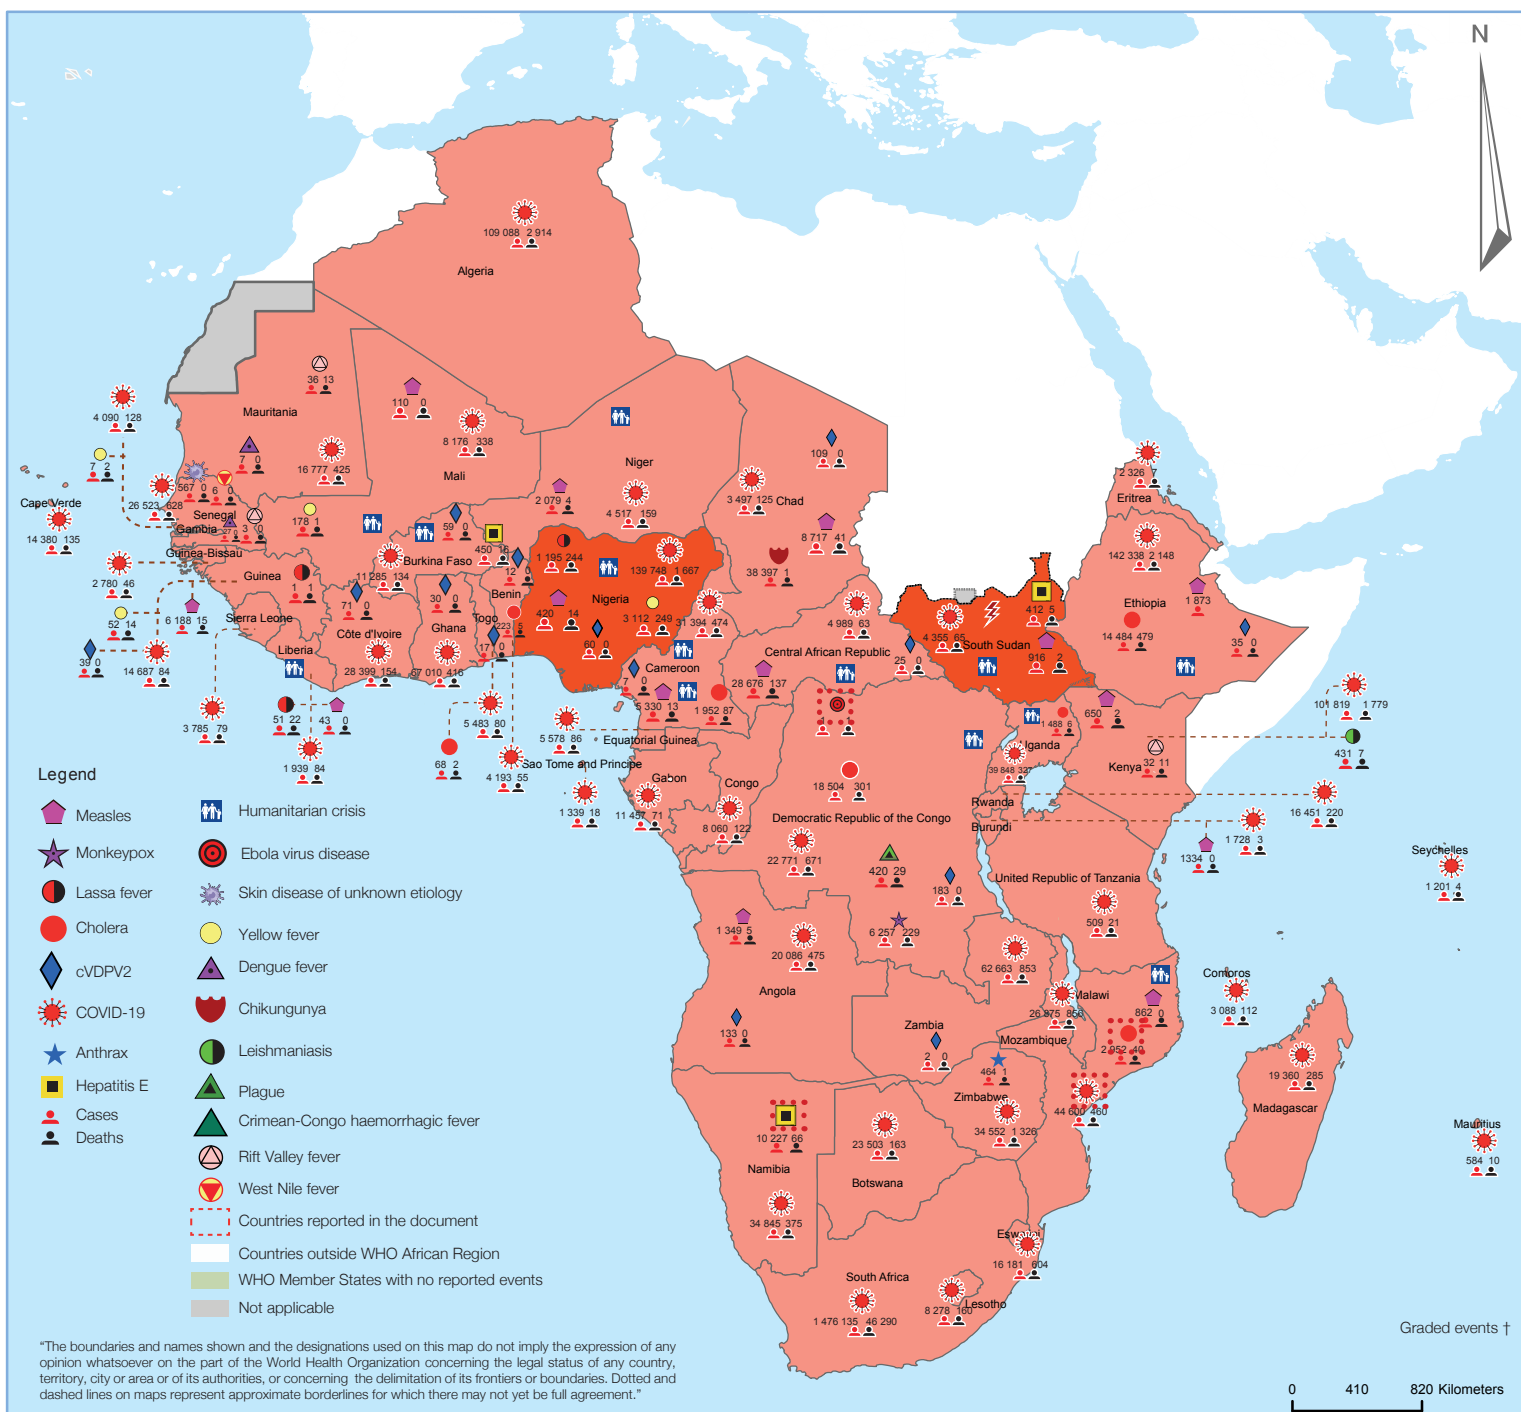 N
109 088 2 914
Algeria
36 13
Mauritania
110 0
4 090 128
8 176 338
Niger
109 0
7 2
7 0
16 777 425
Mali
2 326 7
Eritrea
567 0
6 0
2 079 4
3 497 125
Chad
Cape Verde
26 523 628
Senegal
178 1
59 0
4 517 159
8 717 41
142 338 2 148
14 380 135
Gambia
27 0
3 0
450 16
Guinea-Bissau
Burkina Faso
1 195 244
139 748 1 667
38 397 1
2 780 46
Guinea
11 285 134
12 0
Benin
Nigeria
412 5
Ethiopia
1 873
1 1
71 0
30 0
420 14
3 112 249
31 394 474
4 989 63
4 355 65
14 484 479
52 14
6 188 15
Sierra Leone
Côte d'Ivoire
Ghana
Togo
223 5
South Sudan
35 0
39 0
14 687 84
Liberia
28 399 154
67 010 416
17 0
60 0
Cameroon
Central African Republic
25 0
916 2
7 0
28 676 137
3 785 79
51 22
43 0
5 483 80
5 330 13
1 952 87
1 1
1 488 6
650 2
101 819 1 779
5 578 86
Equatorial Guinea
Uganda
32 11
431 7
1 939 84
68 2
4 193 55
Sao Tome and Principe
Gabon
Congo
18 504 301
39 848 327
Kenya
1 339 18
11 457 71
8 060 122
Democratic Republic of the Congo
Rwanda
Burundi
16 451 220
1 728 3
22 771 671
420 29
1334 0
Seychelles
183 0
United Republic of Tanzania
1 201 4
1 349 5
20 086 475
6 257 229
509 21
62 663 853
Angola
26 875 856
Malawi
862 0
Comoros
3 088 112
133 0
Zambia
2 0
Mozambique
2 952 40
464 1
Zimbabwe
19 360 285
Madagascar
10 227 66
23 503 163
34 552 1 326
44 600 460
Mauritius
584 10
Namibia
Botswana
34 845 375
Eswatini
16 181 604
South Africa
1 476 135 46 290
8 278 160
Lesotho
Legend
Measles
Monkeypox
Lassa fever
Cholera
cVDPV2
COVID-19
Anthrax
Hepatitis E
Cases
Deaths
Humanitarian crisis
Ebola virus disease
Skin disease of unknown etiology
Yellow fever
Dengue fever
Chikungunya
Leishmaniasis
Plague
Crimean-Congo haemorrhagic fever
Rift Valley fever
West Nile fever
Countries reported in the document
Countries outside WHO African Region
WHO Member States with no reported events
Not applicable
Graded events †
“The boundaries and names shown and the designations used on this map do not imply the expression of any
opinion whatsoever on the part of the World Health Organization concerning the legal status of any country,
territory, city or area or of its authorities, or concerning the delimitation of its frontiers or boundaries. Dotted and
dashed lines on maps represent approximate borderlines for which there may not yet be full agreement.”
0 410 820 Kilometers